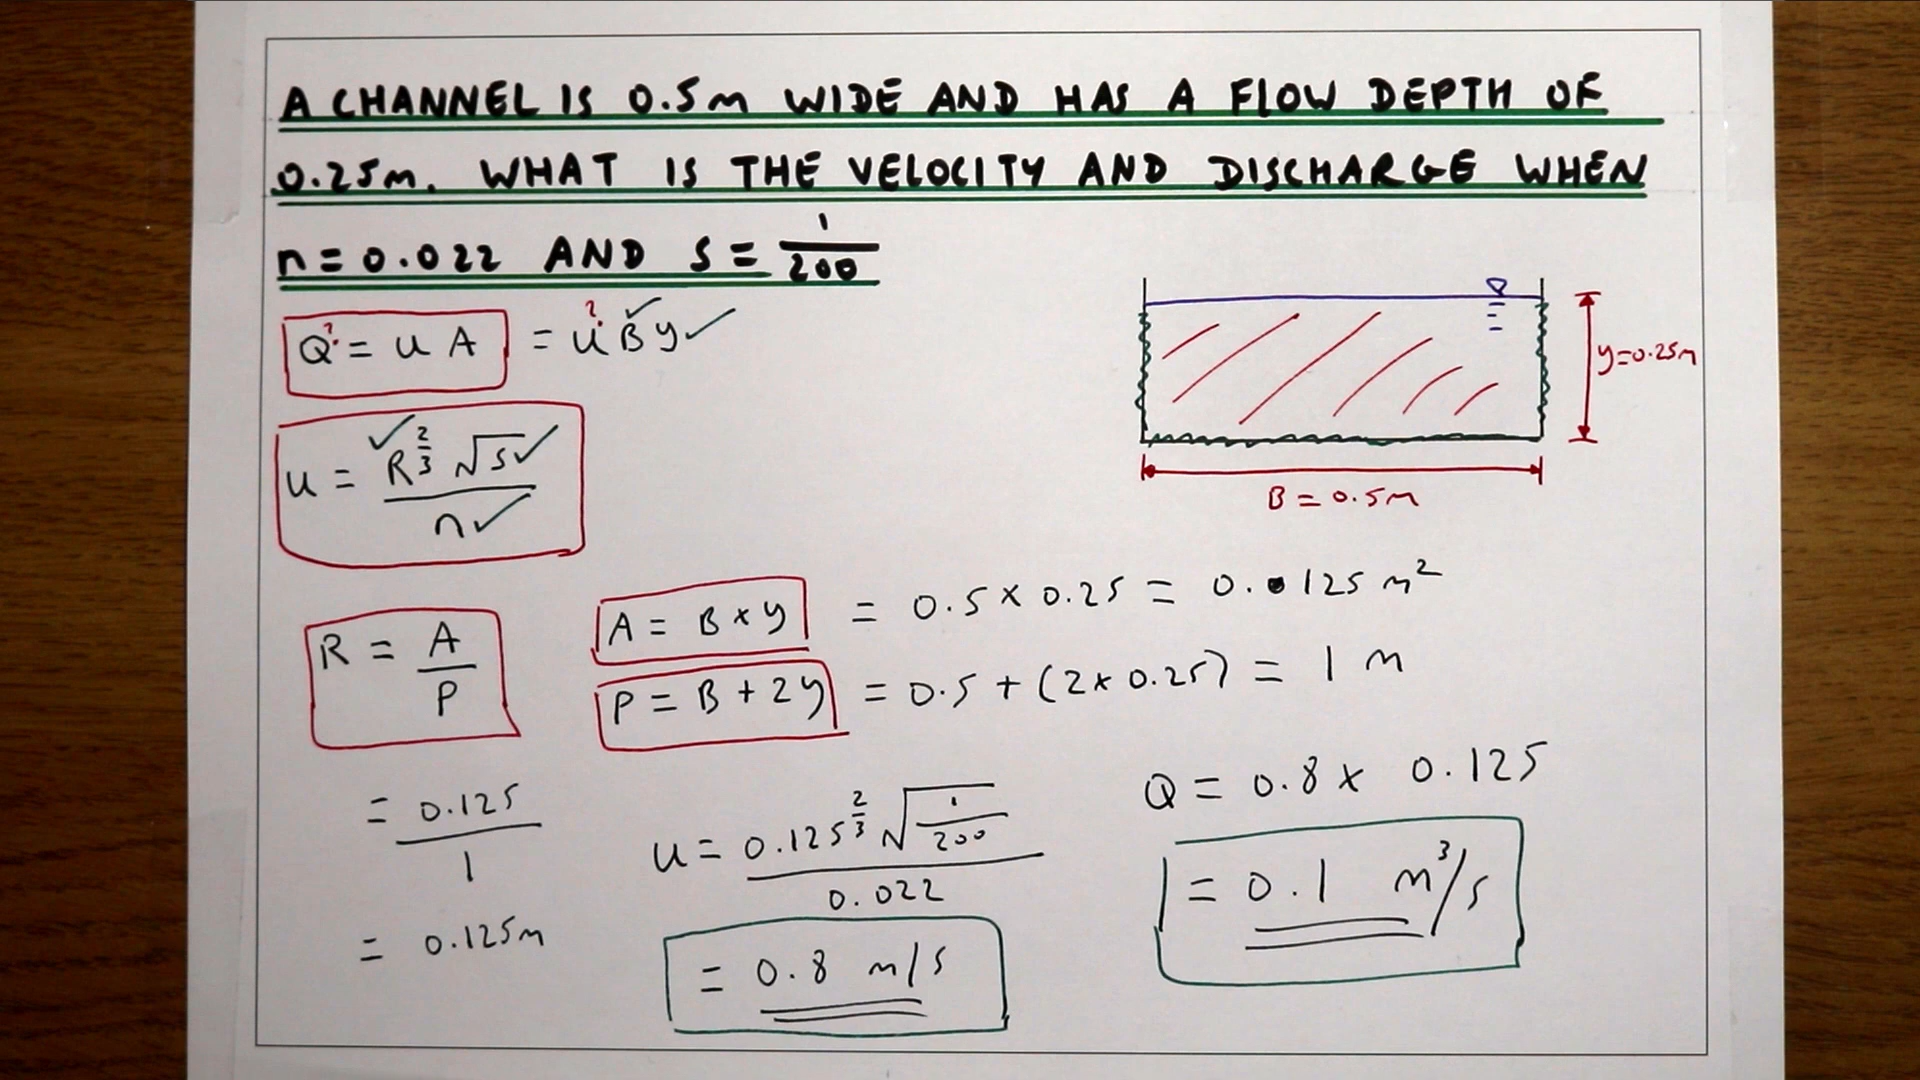 A CHANNEL IS 0.5m WIDE AND HAS A FLOW DEPTH OF
0.25m. WHAT IS THE VELOCITY AND DISCHARGE WHEN
n = 0.022 AND S = 1/200
Q? = u A = u? B ✓ y ✓
u = R^(2/3) ✓ √S ✓ / n ✓
y = 0.25m
B = 0.5m
R = A/P
A = B × y = 0.5 × 0.25 = 0.125 m²
P = B + 2y = 0.5 + (2 × 0.25) = 1 m
= 0.125/1
= 0.125m
u = 0.125^(2/3) √(1/200) / 0.022
= 0.8 m/s
Q = 0.8 × 0.125
= 0.1 m³/s